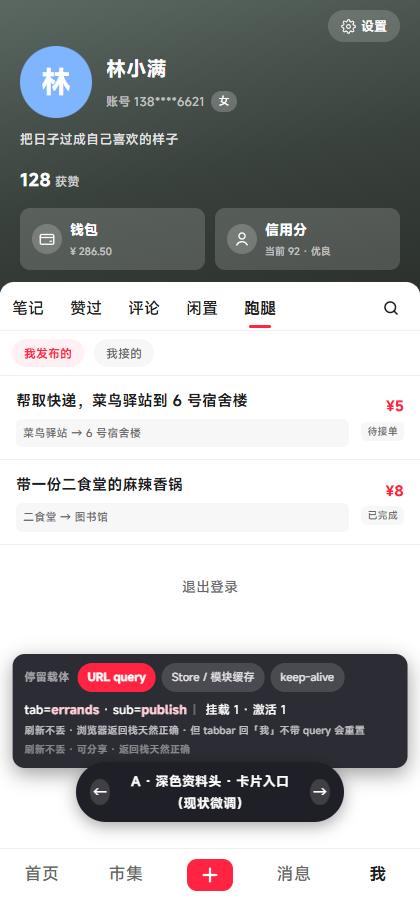 设置
林
林小满
账号 138****6621 女
把日子过成自己喜欢的样子
128 获赞
钱包
¥ 286.50
信用分
当前 92 · 优良
笔记 赞过 评论 闲置 跑腿
我发布的 我接的
帮取快递，菜鸟驿站到 6 号宿舍楼
¥5
菜鸟驿站 → 6 号宿舍楼
待接单
带一份二食堂的麻辣香锅
¥8
二食堂 → 图书馆
已完成
退出登录
停留载体 URL query Store / 模块缓存 keep-alive
tab=errands · sub=publish | 挂载 1 · 激活 1
刷新不丢 · 浏览器返回栈天然正确 · 但 tabbar 回「我」不带 query 会重置
刷新不丢 · 可分享 · 返回栈天然正确
← A · 深色资料头 · 卡片入口 →
(现状微调)
首页 市集 + 消息 我